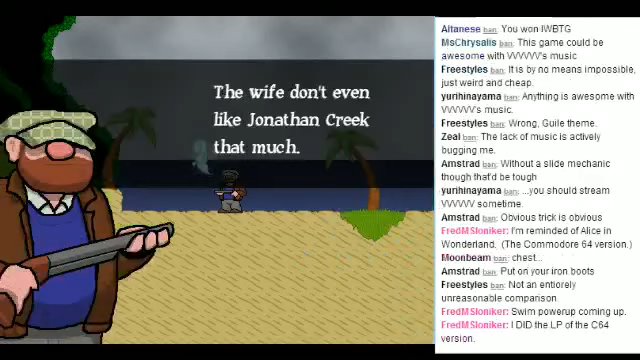 The wife don't even
like Jonathan Creek
that much.
Altanese ban: You won IWBTG
MsChrysalis ban: This game could be
awesome with VVVVVV's music
Freestyles ban: It is by no means impossible,
just weird and cheap.
yurihinayama ban: Anything is awesome with
VVVVVV's music.
Freestyles ban: Wrong, Guile theme.
Zeal ban: The lack of music is actively
bugging me.
Amstrad ban: Without a slide mechanic
though that'd be tough
yurihinayama ban: ...you should stream
VVVVVV sometime.
Amstrad ban: Obvious trick is obvious
FredMSloniker: I'm reminded of Alice in
Wonderland. (The Commodore 64 version.)
Moonbeam ban: chest...
Amstrad ban: Put on your iron boots
Freestyles ban: Not an entiorely
unreasonable comparison.
FredMSloniker: Swim powerup coming up.
FredMSloniker: I DID the LP of the C64
version.